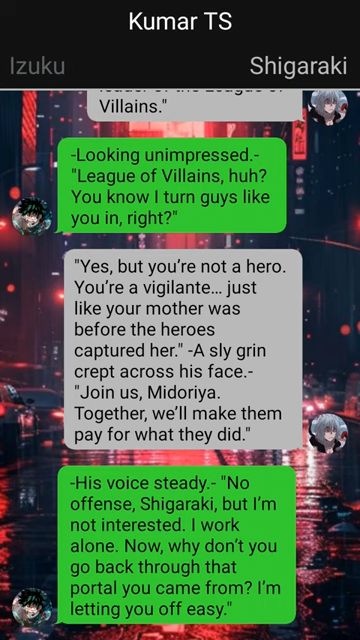 Kumar TS
Izuku
Shigaraki
leader of the League of
Villains."
-Looking unimpressed.-
"League of Villains, huh?
You know I turn guys like
you in, right?"
"Yes, but you’re not a hero.
You’re a vigilante… just
like your mother was
before the heroes
captured her." -A sly grin
crept across his face.-
"Join us, Midoriya.
Together, we’ll make them
pay for what they did."
-His voice steady.- "No
offense, Shigaraki, but I’m
not interested. I work
alone. Now, why don’t you
go back through that
portal you came from? I’m
letting you off easy."